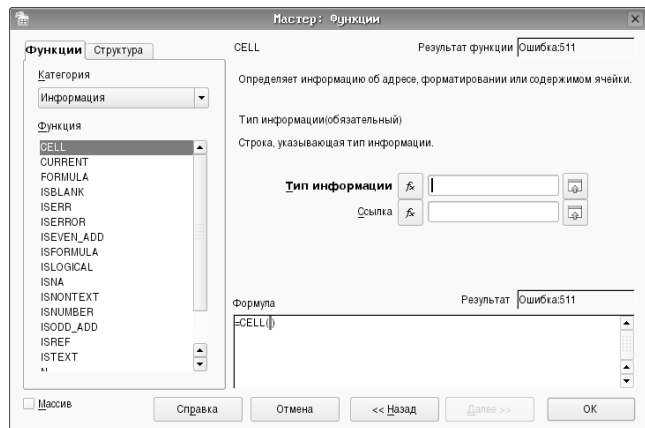 Мастер: Функции
Функции
Структура
Категория
Информация
Функция
CELL
CURRENT
FORMULA
ISBLANK
ISERR
ISERROR
ISEVEN_ADD
ISFORMULA
ISLOGICAL
ISNA
ISNONTEXT
ISNUMBER
ISODD_ADD
ISREF
ISTEXT
CELL
Результат функции Ошибка:511
Определяет информацию об адресе, форматировании или содержимом ячейки.
Тип информации(обязательный)
Строка, указывающая тип информации.
Тип информации fx
Ссылка fx
Формула
Результат Ошибка:511
=CELL()
Массив
Справка
Отмена
<< Назад
Далее >>
OK